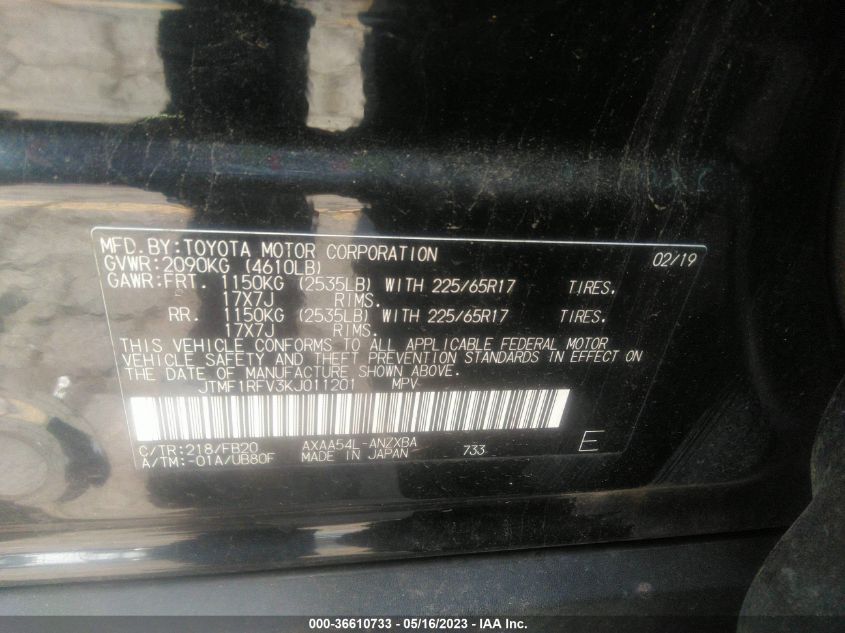 MFD.BY:TOYOTA MOTOR CORPORATION 02/19
GVWR:2090KG (4610LB)
GAWR:FRT. 1150KG (2535LB) WITH 225/65R17 TIRES.
17X7J RIMS.
RR. 1150KG (2535LB) WITH 225/65R17 TIRES.
17X7J RIMS.
THIS VEHICLE CONFORMS TO ALL APPLICABLE FEDERAL MOTOR
VEHICLE SAFETY AND THEFT PREVENTION STANDARDS IN EFFECT ON
THE DATE OF MANUFACTURE SHOWN ABOVE.
JTMF1RFV3KJ011201 MPV
C/TR:218/FB20 AXAA54L-ANZXBA 733 E
A/TM:-01A/UB80F MADE IN JAPAN
000-36610733 - 05/16/2023 - IAA Inc.